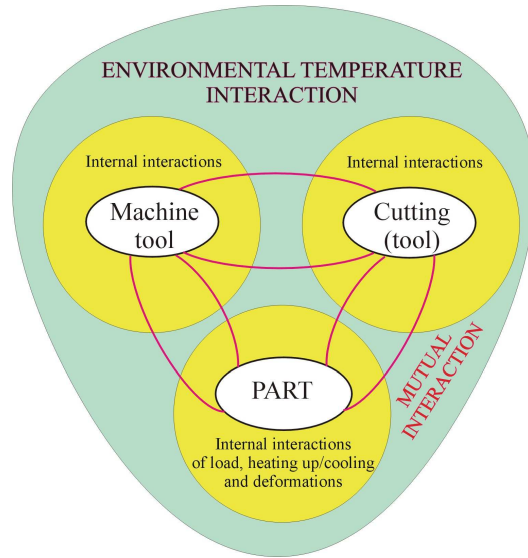 ENVIRONMENTAL TEMPERATURE
INTERACTION
Internal interactions
Internal interactions
Machine
tool
Cutting
(tool)
MUTUAL
INTERACTION
PART
Internal interactions
of load, heating up/cooling
and deformations